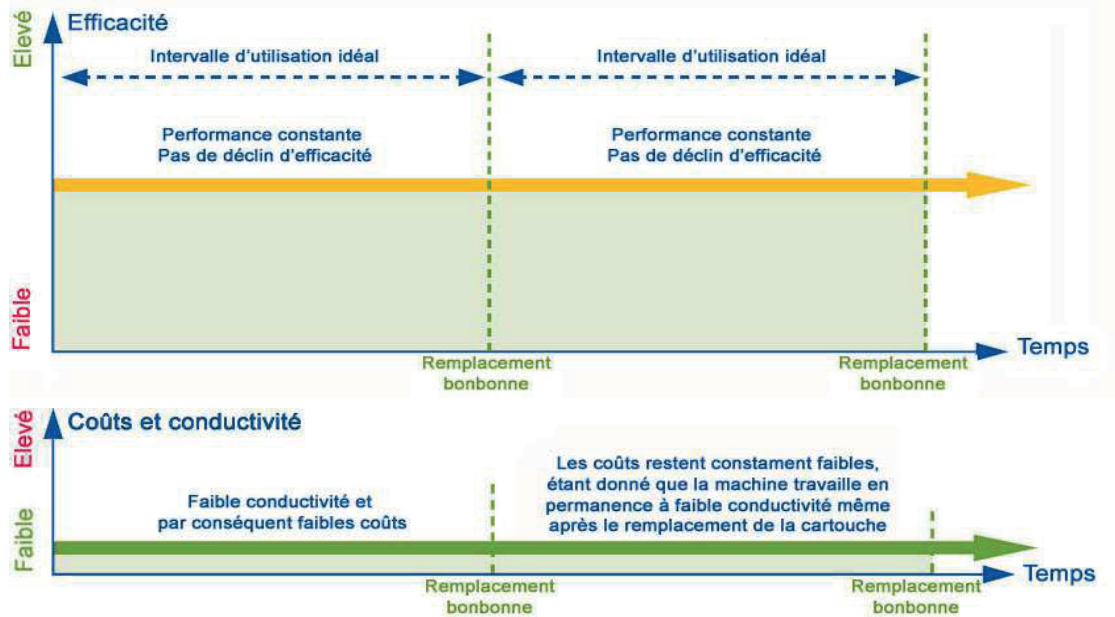 Elevé
Efficacité
Intervalle d'utilisation idéal
Intervalle d'utilisation idéal
Performance constante
Pas de déclin d'efficacité
Performance constante
Pas de déclin d'efficacité
Faible
Temps
Remplacement
bonbonne
Remplacement
bonbonne
Elevé
Coûts et conductivité
Faible conductivité et
par conséquent faibles coûts
Les coûts restent constament faibles,
étant donné que la machine travaille en
permanence à faible conductivité même
après le remplacement de la cartouche
Faible
Temps
Remplacement
bonbonne
Remplacement
bonbonne